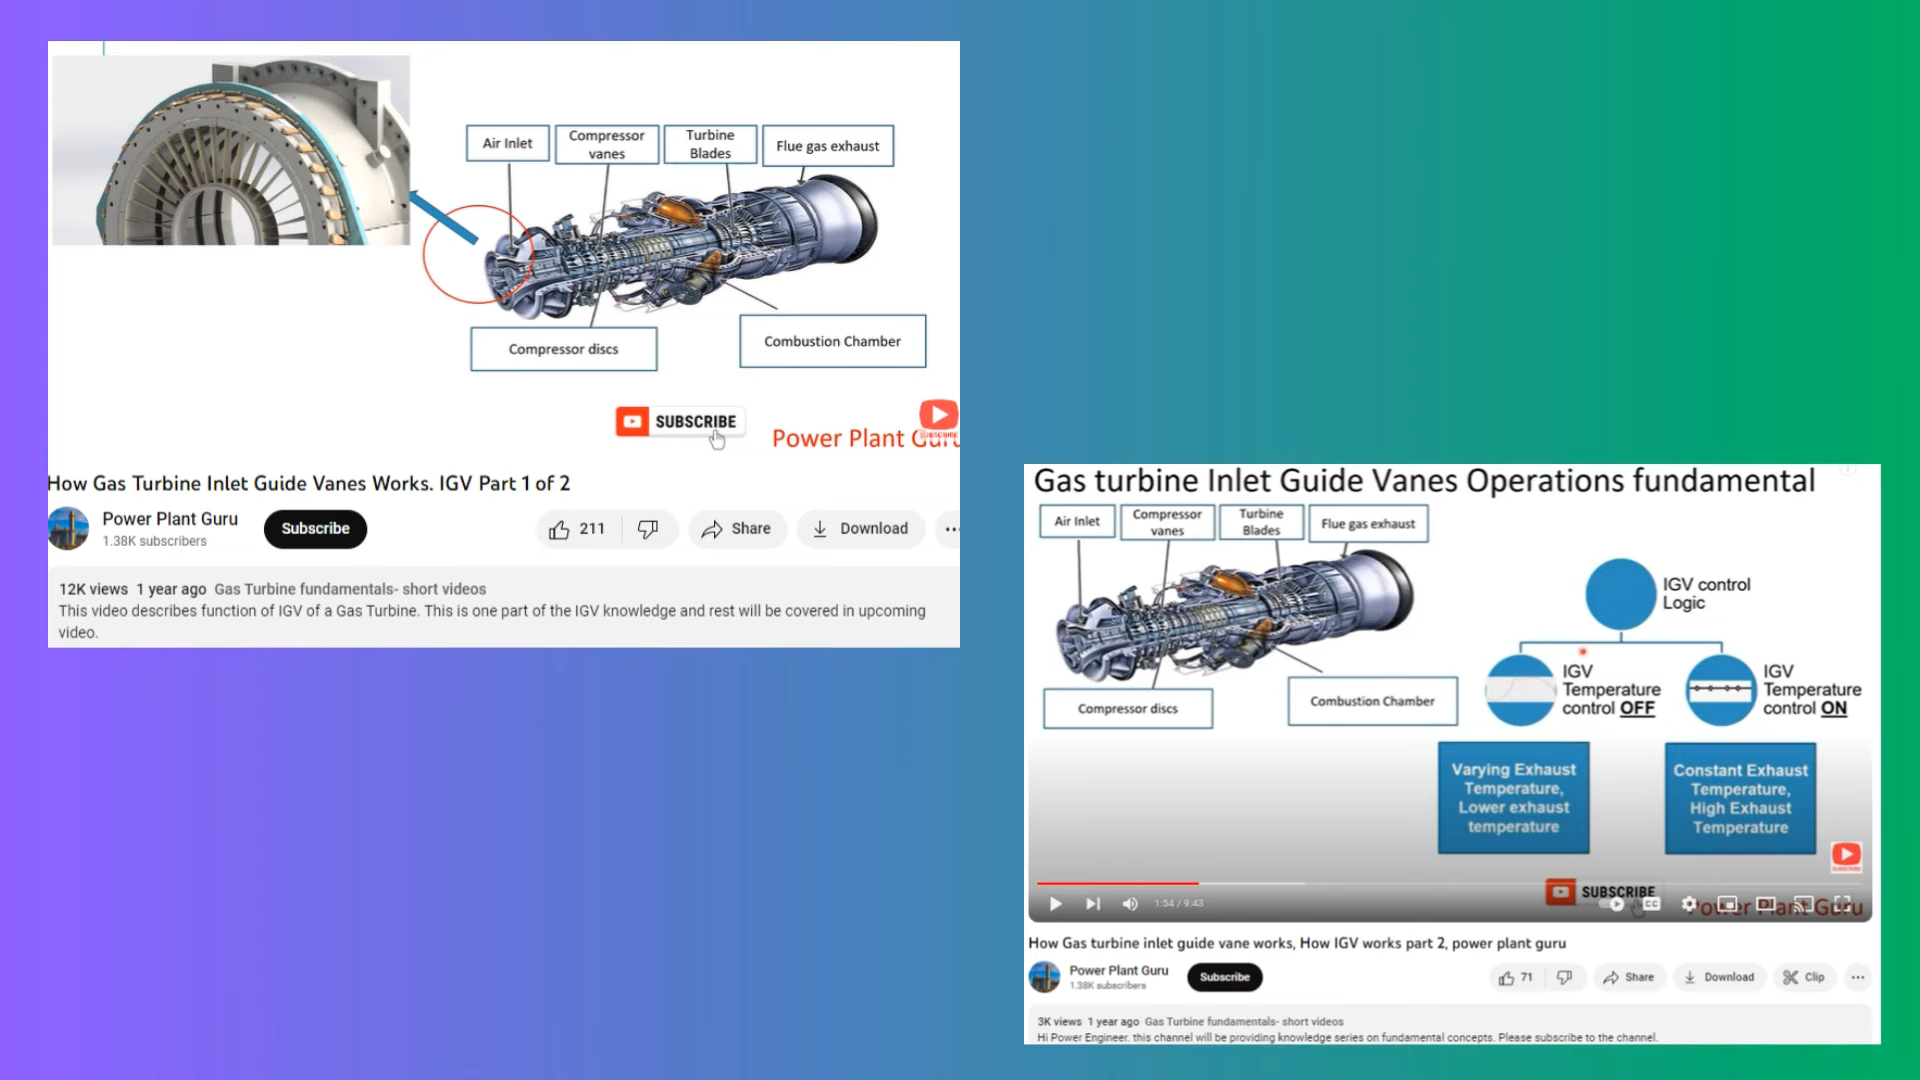 Air Inlet
Compressor
vanes
Turbine
Blades
Flue gas exhaust
Compressor discs
Combustion Chamber
SUBSCRIBE
SUBSCRIBE
Power Plant Guru
How Gas Turbine Inlet Guide Vanes Works. IGV Part 1 of 2
Power Plant Guru
1.38K subscribers
Subscribe
211
Share
Download
12K views 1 year ago Gas Turbine fundamentals- short videos
This video describes function of IGV of a Gas Turbine. This is one part of the IGV knowledge and rest will be covered in upcoming
video.
Gas turbine Inlet Guide Vanes Operations fundamental
Air Inlet
Compressor
vanes
Turbine
Blades
Flue gas exhaust
IGV control
Logic
IGV
Temperature
control OFF
IGV
Temperature
control ON
Compressor discs
Combustion Chamber
Varying Exhaust
Temperature,
Lower exhaust
temperature
Constant Exhaust
Temperature,
High Exhaust
Temperature
SUBSCRIBE
SUBSCRIBE
1:54 / 9:43
CC
Power Plant Guru
How Gas turbine inlet guide vane works, How IGV works part 2, power plant guru
Power Plant Guru
1.38K subscribers
Subscribe
71
Share
Download
Clip
3K views 1 year ago Gas Turbine fundamentals- short videos
Hi Power Engineer. this channel will be providing knowledge series on fundamental concepts. Please subscribe to the channel.